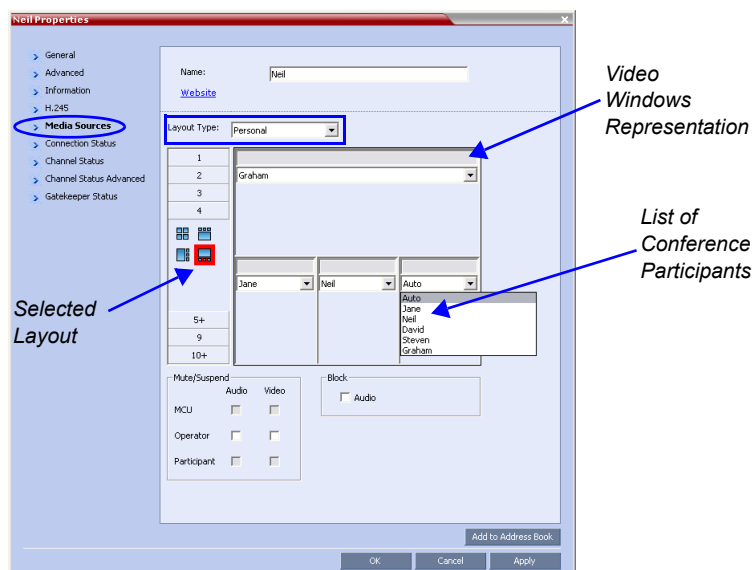 Neil Properties
General
Advanced
Information
H.245
Media Sources
Connection Status
Channel Status
Channel Status Advanced
Gatekeeper Status
Name:
Neil
Website
Layout Type:
Personal
1
2
3
4
5+
9
10+
Graham
Jane
Neil
Auto
Auto
Jane
Neil
David
Steven
Graham
Mute/Suspend
Audio
Video
MCU
Operator
Participant
Block
Audio
Add to Address Book
OK
Cancel
Apply
Video
Windows
Representation
List of
Conference
Participants
Selected
Layout